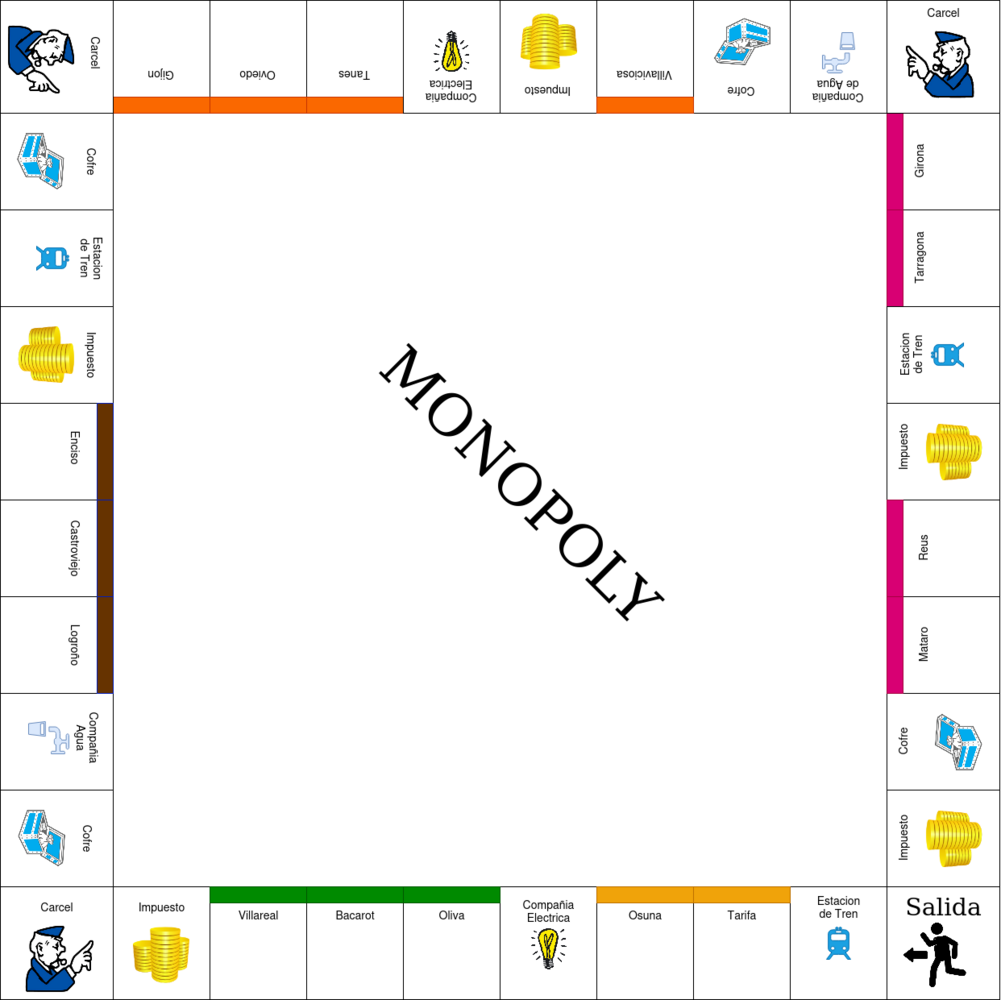 Carcel
Gijon
Oviedo
Tanes
Compañia
Electrica
Impuesto
Villaviciosa
Cofre
Compañia
de Agua
Carcel
Cofre
Estacion
de Tren
Impuesto
Enciso
Castroviejo
Logroño
Compañia
Agua
Cofre
MONOPOLY
Girona
Tarragona
Estacion
de Tren
Impuesto
Reus
Mataro
Cofre
Impuesto
Carcel
Impuesto
Villareal
Bacarot
Oliva
Compañia
Electrica
Osuna
Tarifa
Estacion
de Tren
Salida